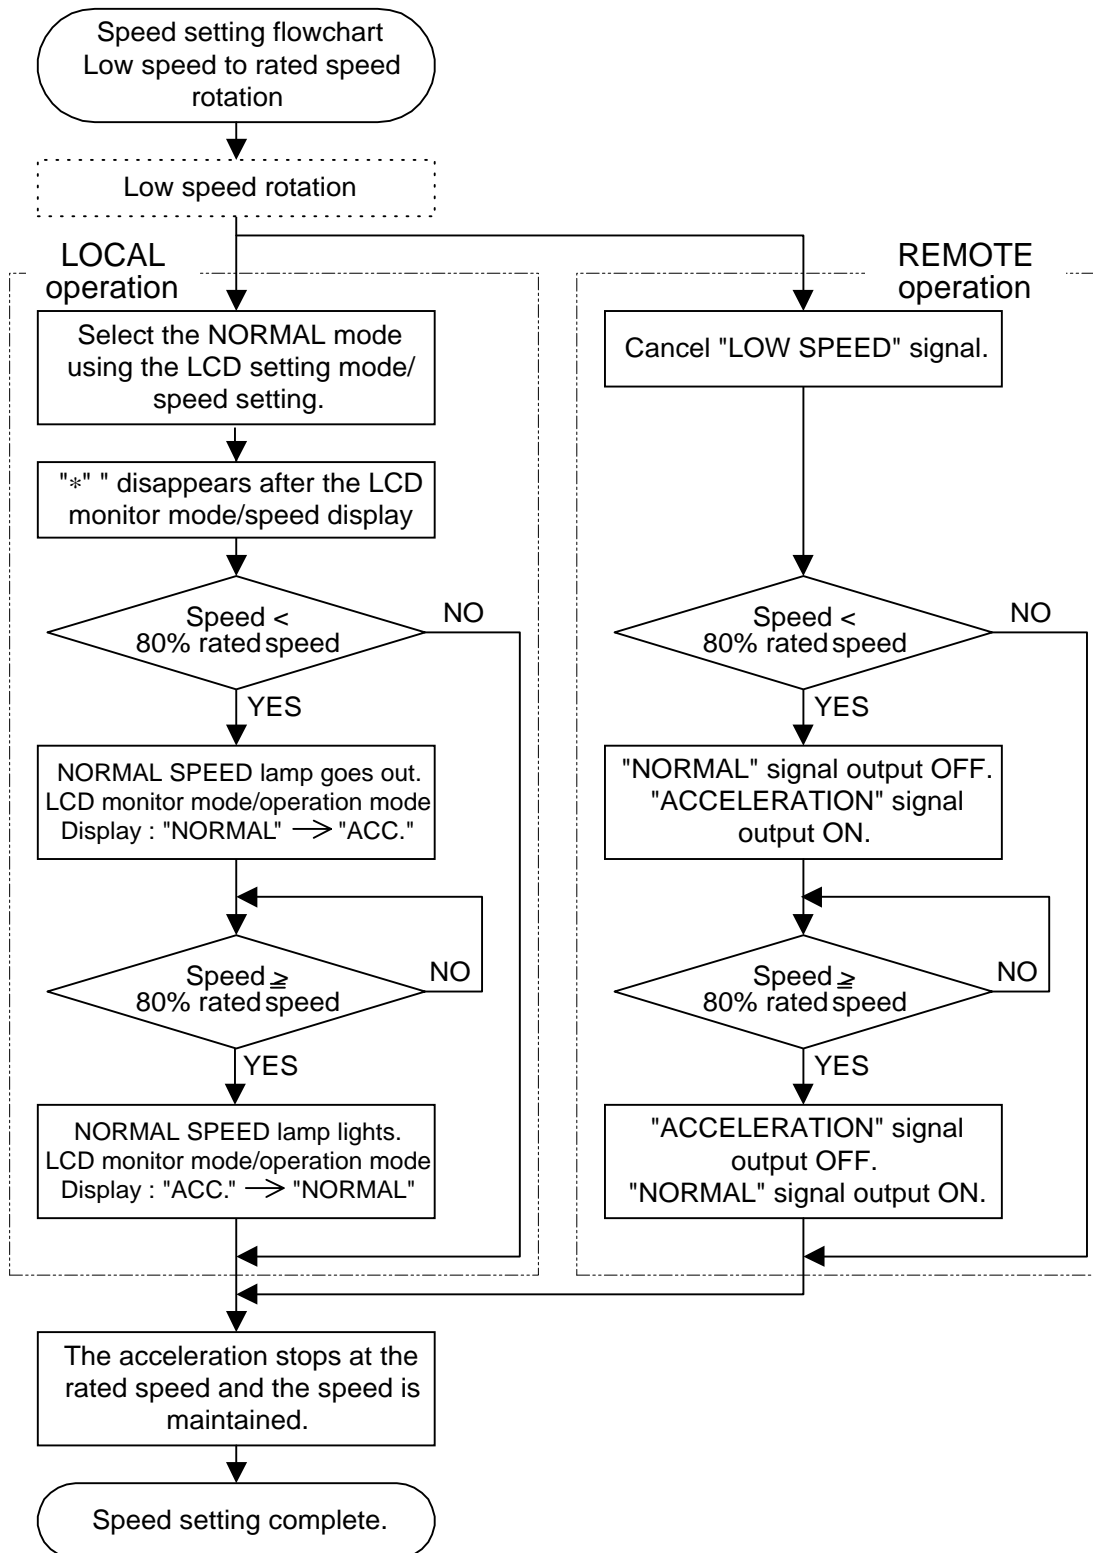 Speed setting flowchart
Low speed to rated speed
rotation
Low speed rotation
LOCAL
operation
Select the NORMAL mode
using the LCD setting mode/
speed setting.
"*" " disappears after the LCD
monitor mode/speed display
Speed <
80% rated speed
NO
YES
NORMAL SPEED lamp goes out.
LCD monitor mode/operation mode
Display : "NORMAL" → "ACC."
Speed ≧
80% rated speed
NO
YES
NORMAL SPEED lamp lights.
LCD monitor mode/operation mode
Display : "ACC." → "NORMAL"
REMOTE
operation
Cancel "LOW SPEED" signal.
Speed <
80% rated speed
NO
YES
"NORMAL" signal output OFF.
"ACCELERATION" signal
output ON.
Speed ≧
80% rated speed
NO
YES
"ACCELERATION" signal
output OFF.
"NORMAL" signal output ON.
The acceleration stops at the
rated speed and the speed is
maintained.
Speed setting complete.